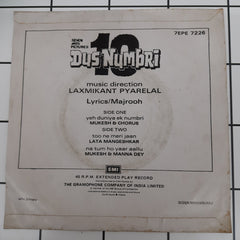 7EPE 7226
SEVEN
ARTS
PICTURES'
10
Dus Numbri
music direction
LAXMIKANT PYARELAL
Lyrics/Majrooh
SIDE ONE
yeh duniya ek numbri
MUKESH & CHORUS
SIDE TWO
too ne meri jaan
LATA MANGESHKAR
na tum ho yaar aallu
MUKESH & MANNA DEY
EMI
45 R.P.M. EXTENDED PLAY RECORD
THE GRAMOPHONE COMPANY OF INDIA LIMITED